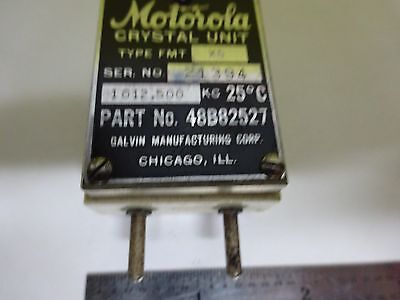 Motorola
CRYSTAL UNIT
TYPE FMT
SER. NO 21394
1012.500 KC 25°C
PART No. 48B82527
GALVIN MANUFACTURING CORP.
CHICAGO, ILL.